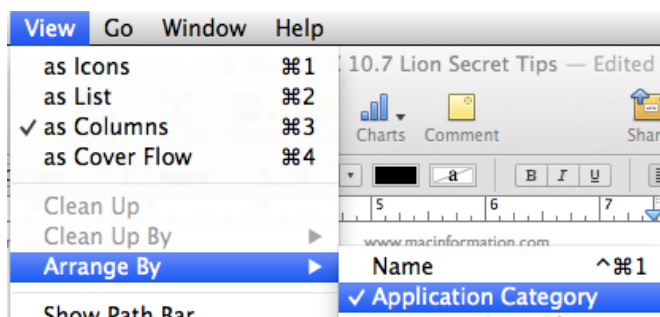 View Go Window Help
as Icons ⌘1
as List ⌘2
✓ as Columns ⌘3
as Cover Flow ⌘4
Clean Up
Clean Up By
Arrange By
Show Path Bar
10.7 Lion Secret Tips — Edited
Charts Comment Shar
a B I U
5 6 7
www.macinformation.com
Name ^⌘1
✓ Application Category